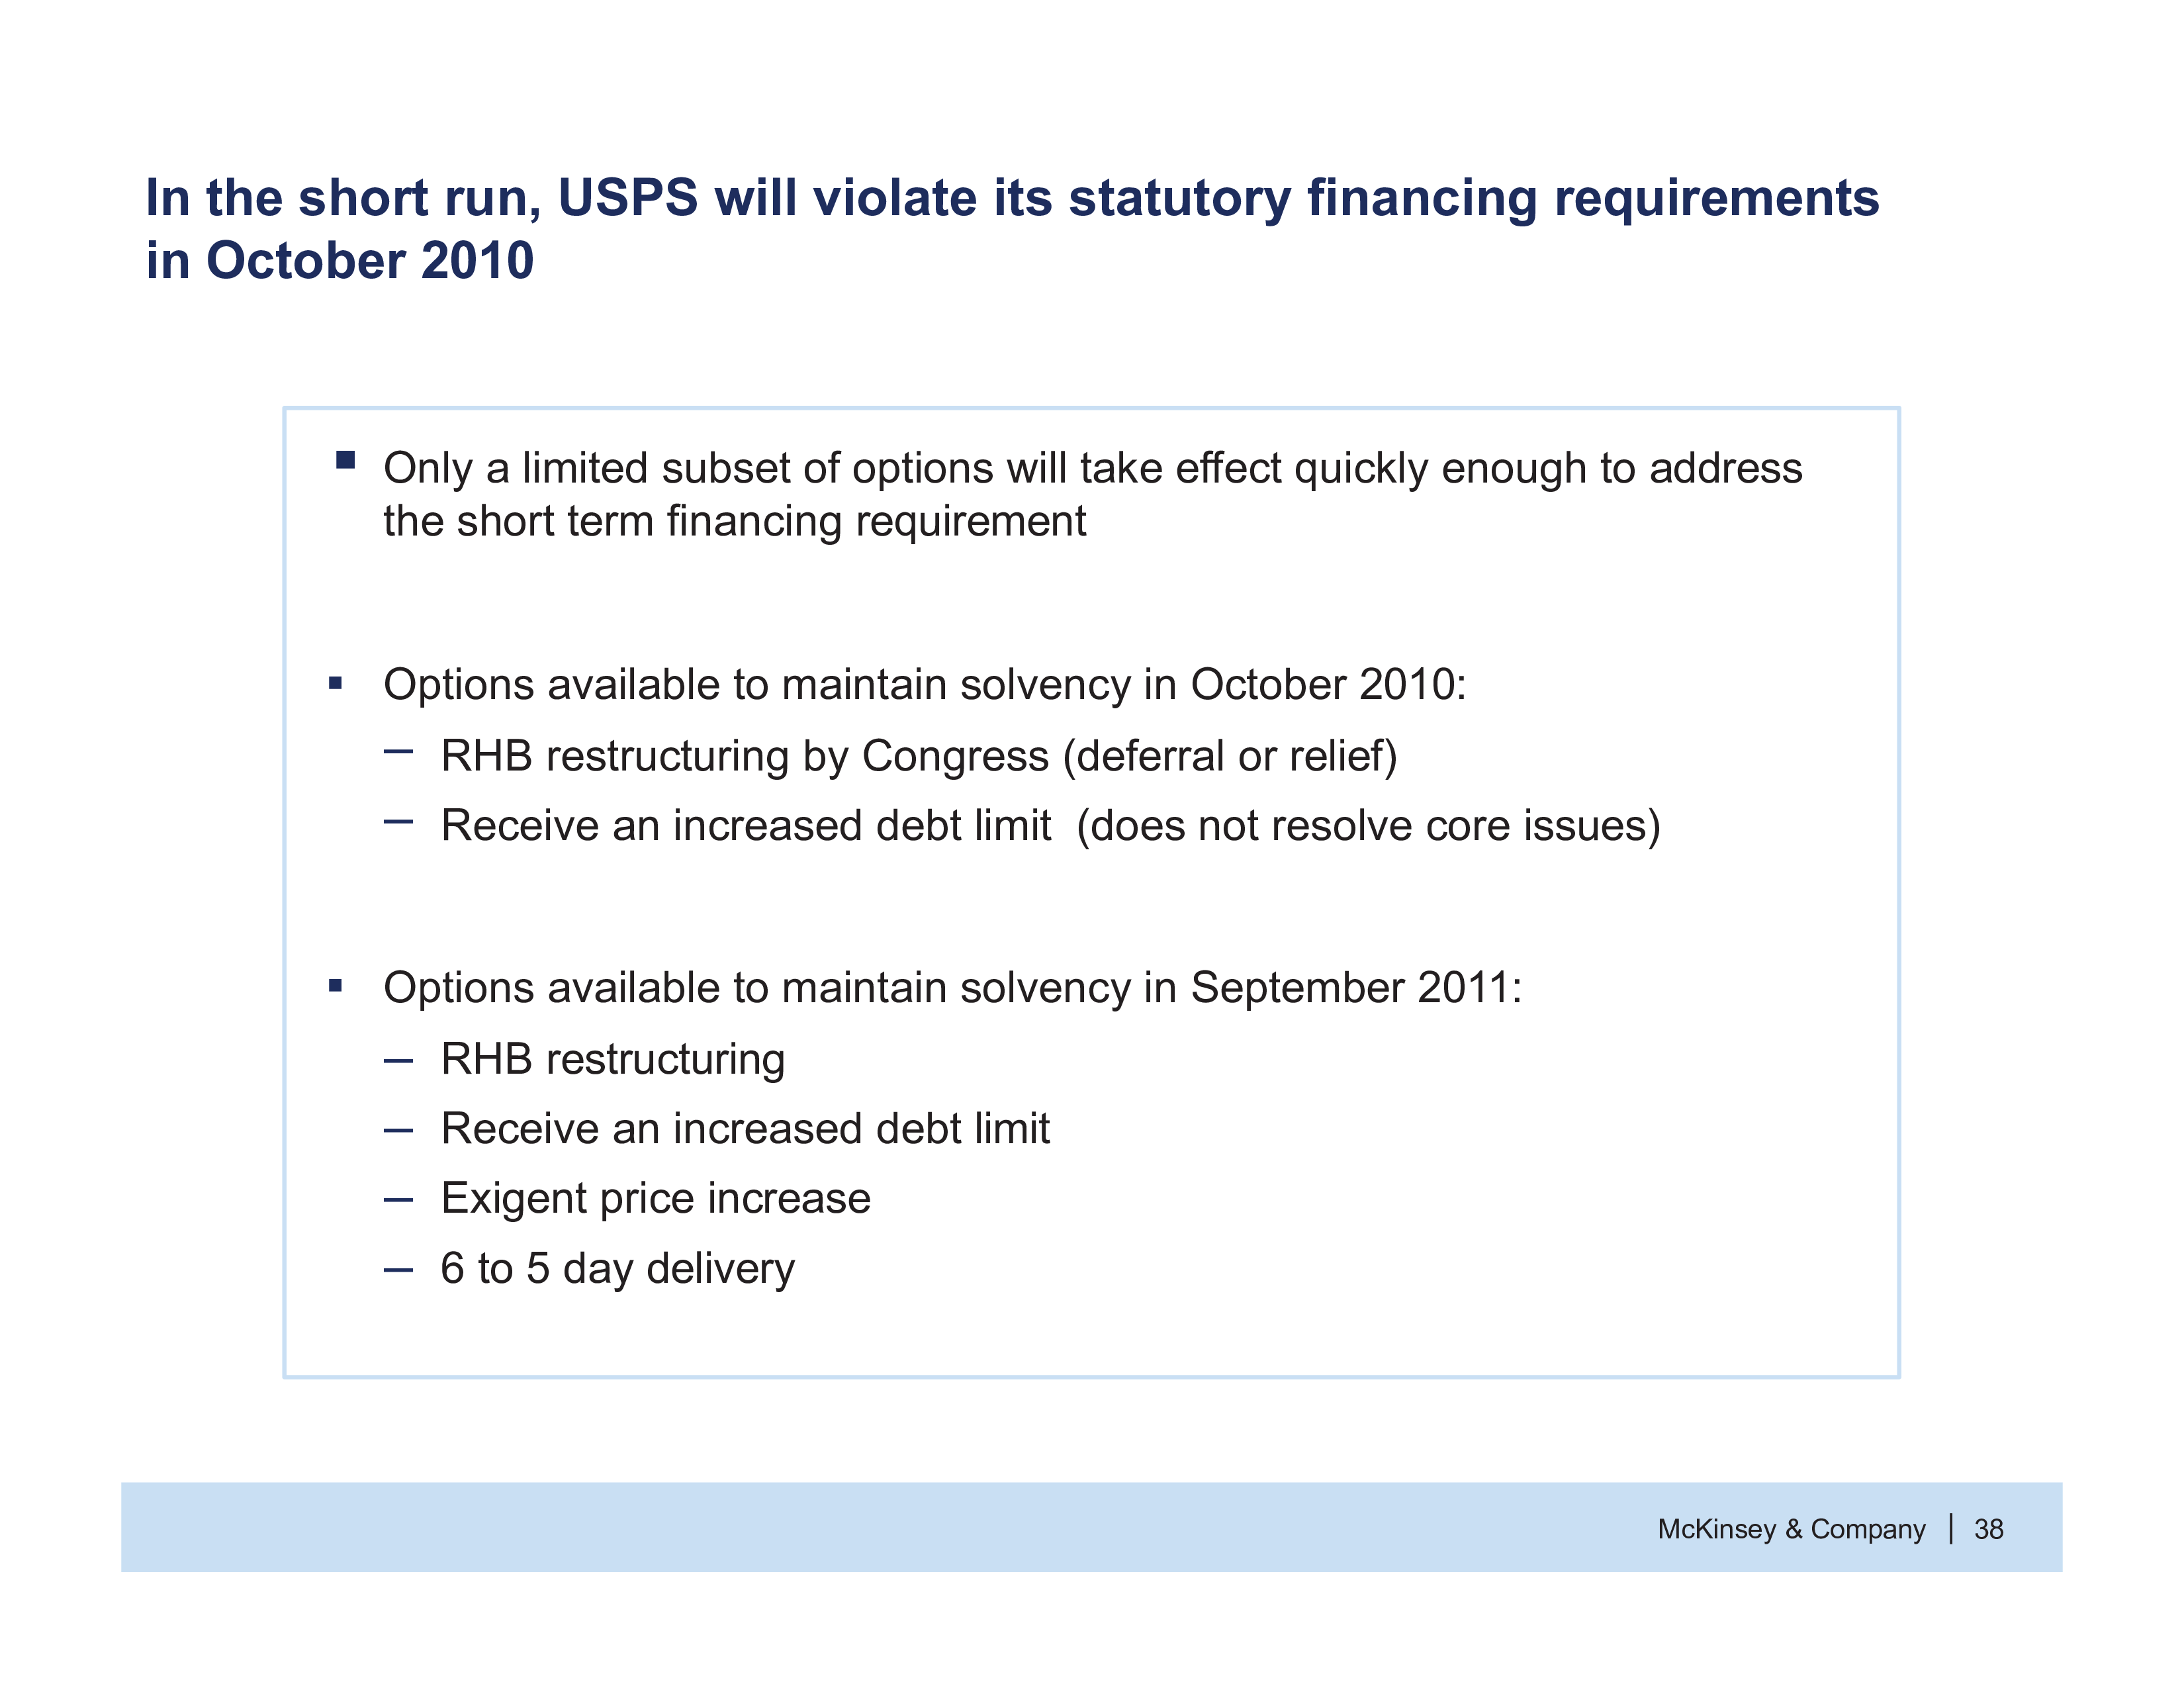 In the short run, USPS will violate its statutory financing requirements
in October 2010
▪ Only a limited subset of options will take effect quickly enough to address
the short term financing requirement
▪ Options available to maintain solvency in October 2010:
– RHB restructuring by Congress (deferral or relief)
– Receive an increased debt limit (does not resolve core issues)
▪ Options available to maintain solvency in September 2011:
– RHB restructuring
– Receive an increased debt limit
– Exigent price increase
– 6 to 5 day delivery
McKinsey & Company | 38